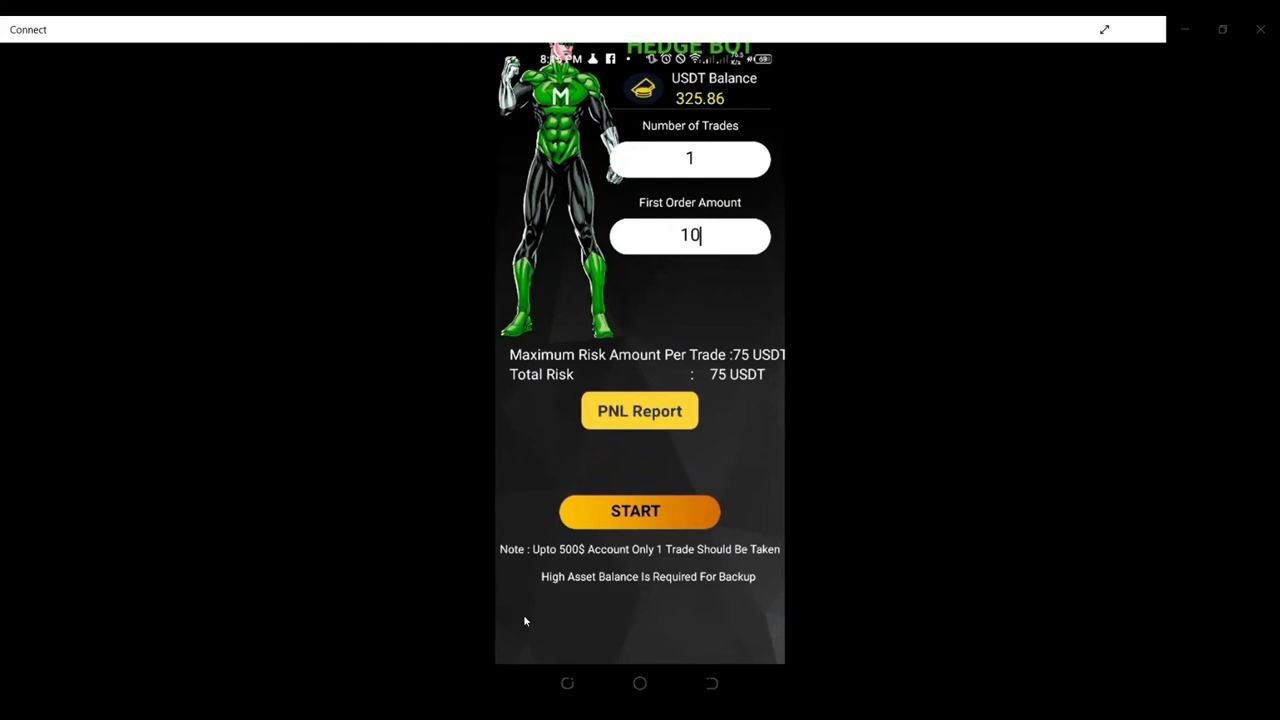 Connect
HEDGE BOT
PM
69
USDT Balance
325.86
Number of Trades
1
M
First Order Amount
10
Maximum Risk Amount Per Trade :75 USDT
Total Risk : 75 USDT
PNL Report
START
Note : Upto 500$ Account Only 1 Trade Should Be Taken
High Asset Balance Is Required For Backup